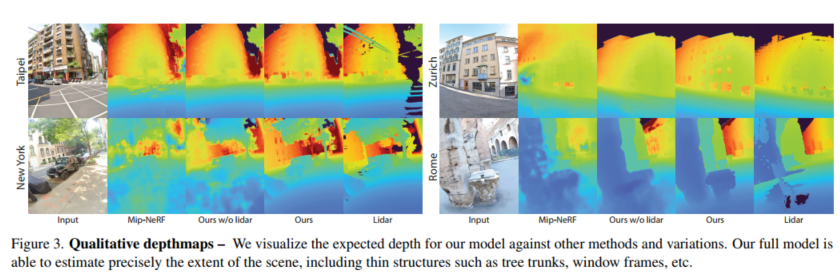 Taipei
Zurich
New York
Rome
Input Mip-NeRF Ours w/o lidar Ours Lidar Input Mip-NeRF Ours w/o lidar Ours Lidar
Figure 3. Qualitative depthmaps – We visualize the expected depth for our model against other methods and variations. Our full model is
able to estimate precisely the extent of the scene, including thin structures such as tree trunks, window frames, etc.